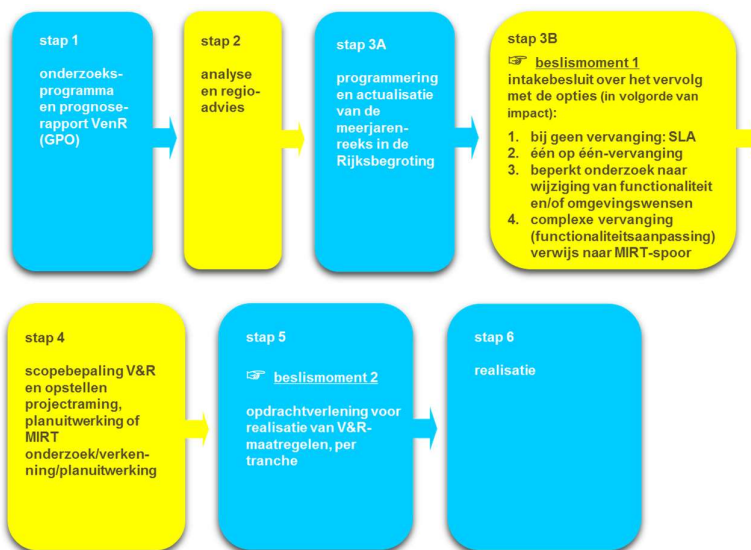 stap 1
onderzoeks-
programma
en prognose-
rapport VenR
(GPO)
stap 2
analyse
en regio-
advies
stap 3A
programmering
en actualisatie
van de
meerjaren-
reeks in de
Rijksbegroting
stap 3B
☞ beslismoment 1
intakebesluit over het vervolg
met de opties (in volgorde van
impact):
1. bij geen vervanging: SLA
2. één op één-vervanging
3. beperkt onderzoek naar
wijziging van functionaliteit
en/of omgevingswensen
4. complexe vervanging
(functionaliteitsaanpassing)
verwijs naar MIRT-spoor
stap 4
scopebepaling V&R
en opstellen
projectraming,
planuitwerking of
MIRT
onderzoek/verken-
ning/planuitwerking
stap 5
☞ beslismoment 2
opdrachtverlening voor
realisatie van V&R-
maatregelen, per
tranche
stap 6
realisatie